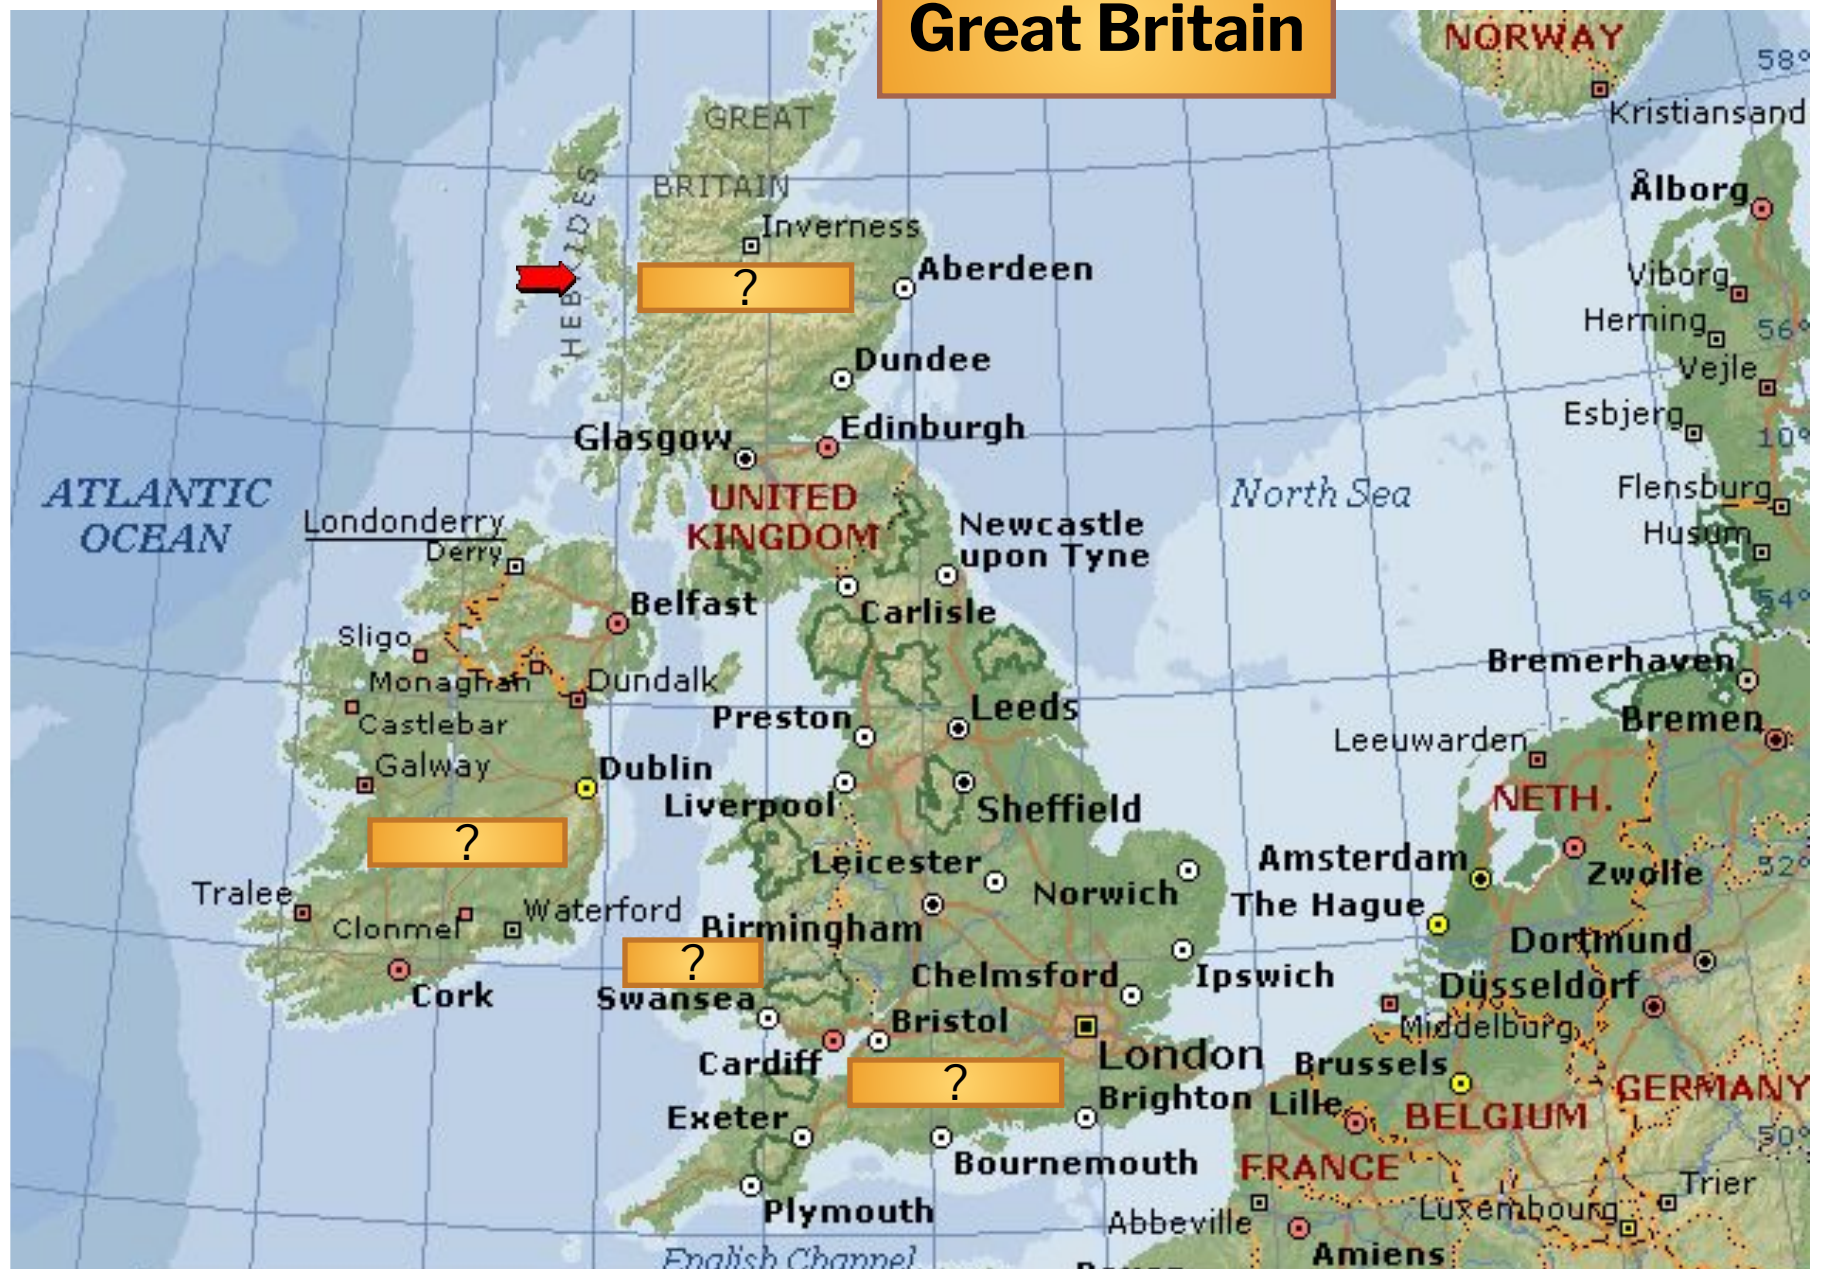 Great Britain
NORWAY
58°
Kristiansand
GREAT
BRITAIN
HEBRIDES
Inverness
Ålborg
?
Aberdeen
Viborg
Herning
56°
Dundee
Vejle
Glasgow
Edinburgh
Esbjerg
10°
ATLANTIC
OCEAN
UNITED
KINGDOM
North Sea
Flensburg
Husum
Londonderry
Derry
Newcastle
upon Tyne
Belfast
Carlisle
54°
Sligo
Monaghan
Dundalk
Bremerhaven
Castlebar
Preston
Leeds
Bremen
Leeuwarden
Galway
Dublin
Liverpool
Sheffield
NETH.
?
Leicester
Norwich
Amsterdam
Zwolle
52°
Tralee
Clonmel
Waterford
Birmingham
The Hague
Dortmund
?
Cork
Swansea
Chelmsford
Ipswich
Düsseldorf
Bristol
Middelburg
Cardiff
London
Brussels
?
Exeter
Brighton
Lille
BELGIUM
GERMANY
50°
Bournemouth
FRANCE
Plymouth
Abbeville
Luxembourg
Trier
English Channel
Amiens